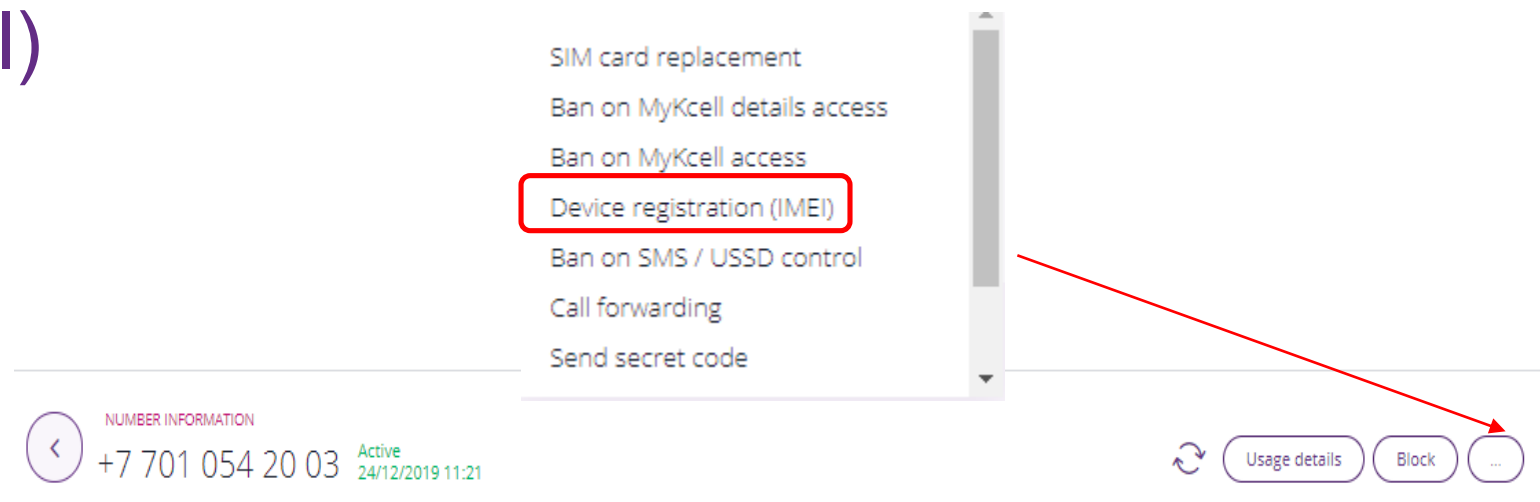 l)
SIM card replacement
Ban on MyKcell details access
Ban on MyKcell access
Device registration (IMEI)
Ban on SMS / USSD control
Call forwarding
Send secret code
NUMBER INFORMATION
+7 701 054 20 03
Active
24/12/2019 11:21
Usage details
Block
...